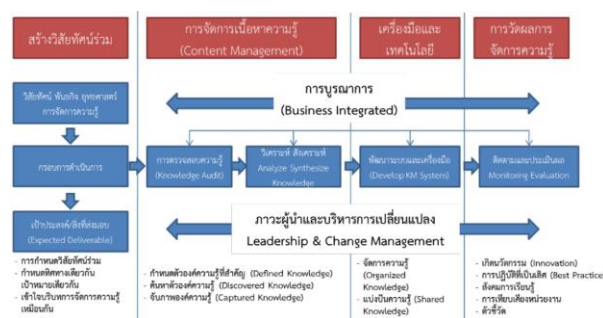 สร้างวิสัยทัศน์ร่วม
การจัดการเนื้อหาความรู้
(Content Management)
เครื่องมือและ
เทคโนโลยี
การวัดผลการ
จัดการความรู้
วิสัยทัศน์ พันธกิจ ยุทธศาสตร์
การจัดการความรู้
การบูรณาการ
(Business Integrated)
กรอบการดำเนินการ
การตรวจสอบความรู้
(Knowledge Audit)
วิเคราะห์ สังเคราะห์
Analyze Synthesize
Knowledge
พัฒนาระบบและเครื่องมือ
(Develop KM System)
ติดตามและประเมินผล
Monitoring Evaluation
เป้าประสงค์/สิ่งที่ส่งมอบ
(Expected Deliverable)
ภาวะผู้นำและบริหารการเปลี่ยนแปลง
Leadership & Change Management
- การกำหนดวิสัยทัศน์ร่วม
- กำหนดทิศทางเดียวกัน
เป้าหมายเดียวกัน
- เข้าใจบริบทการจัดการความรู้
เหมือนกัน
- กำหนดตัวองค์ความรู้ที่สำคัญ (Defined Knowledge)
- ค้นหาตัวองค์ความรู้ (Discovered Knowledge)
- จับภาพองค์ความรู้ (Captured Knowledge)
- จัดการความรู้
(Organized
Knowledge)
- แบ่งปันความรู้ (Shared
Knowledge)
- เกิดนวัตกรรม (Innovation)
- การปฏิบัติที่เป็นเลิศ (Best Practice)
- สังคมการเรียนรู้
- การเทียบเคียงหน่วยงาน
- ตัวชี้วัด